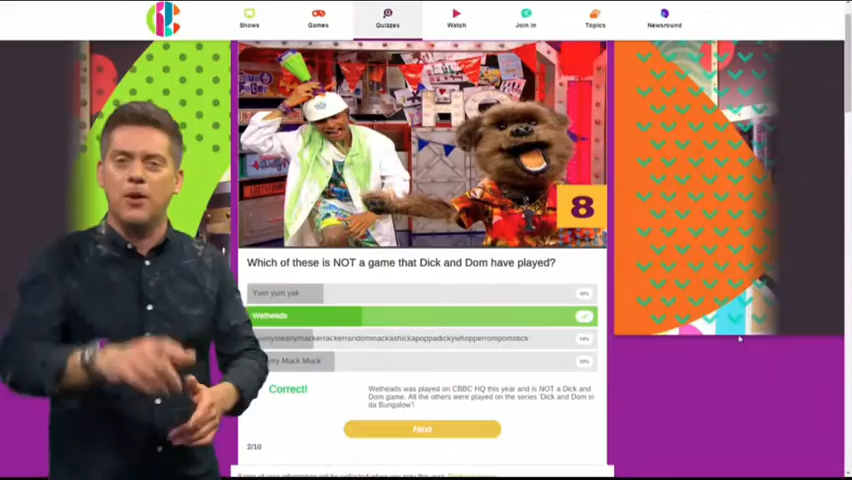 Shows
Games
Quizzes
Watch
Join In
Topics
Newsround
HQ
8
Which of these is NOT a game that Dick and Dom have played?
Yum yum yak
Wetheads
my Muck Muck
Correct!
Wetheads was played on CBBC HQ this year and is NOT a Dick and
Dom game. All the others were played on the series 'Dick and Dom in
da Bungalow'!
Next
2/10